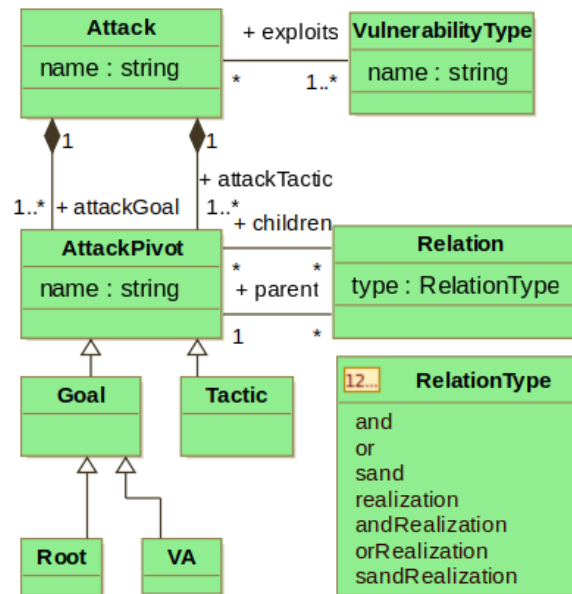 Attack
name : string
+ exploits
*
1..*
VulnerabilityType
name : string
1
1
+ attackTactic
1..*
+ attackGoal
1..*
+ children
AttackPivot
name : string
*
*
+ parent
1
*
Relation
type : RelationType
Goal
Tactic
Root
VA
12...
RelationType
and
or
sand
realization
andRealization
orRealization
sandRealization